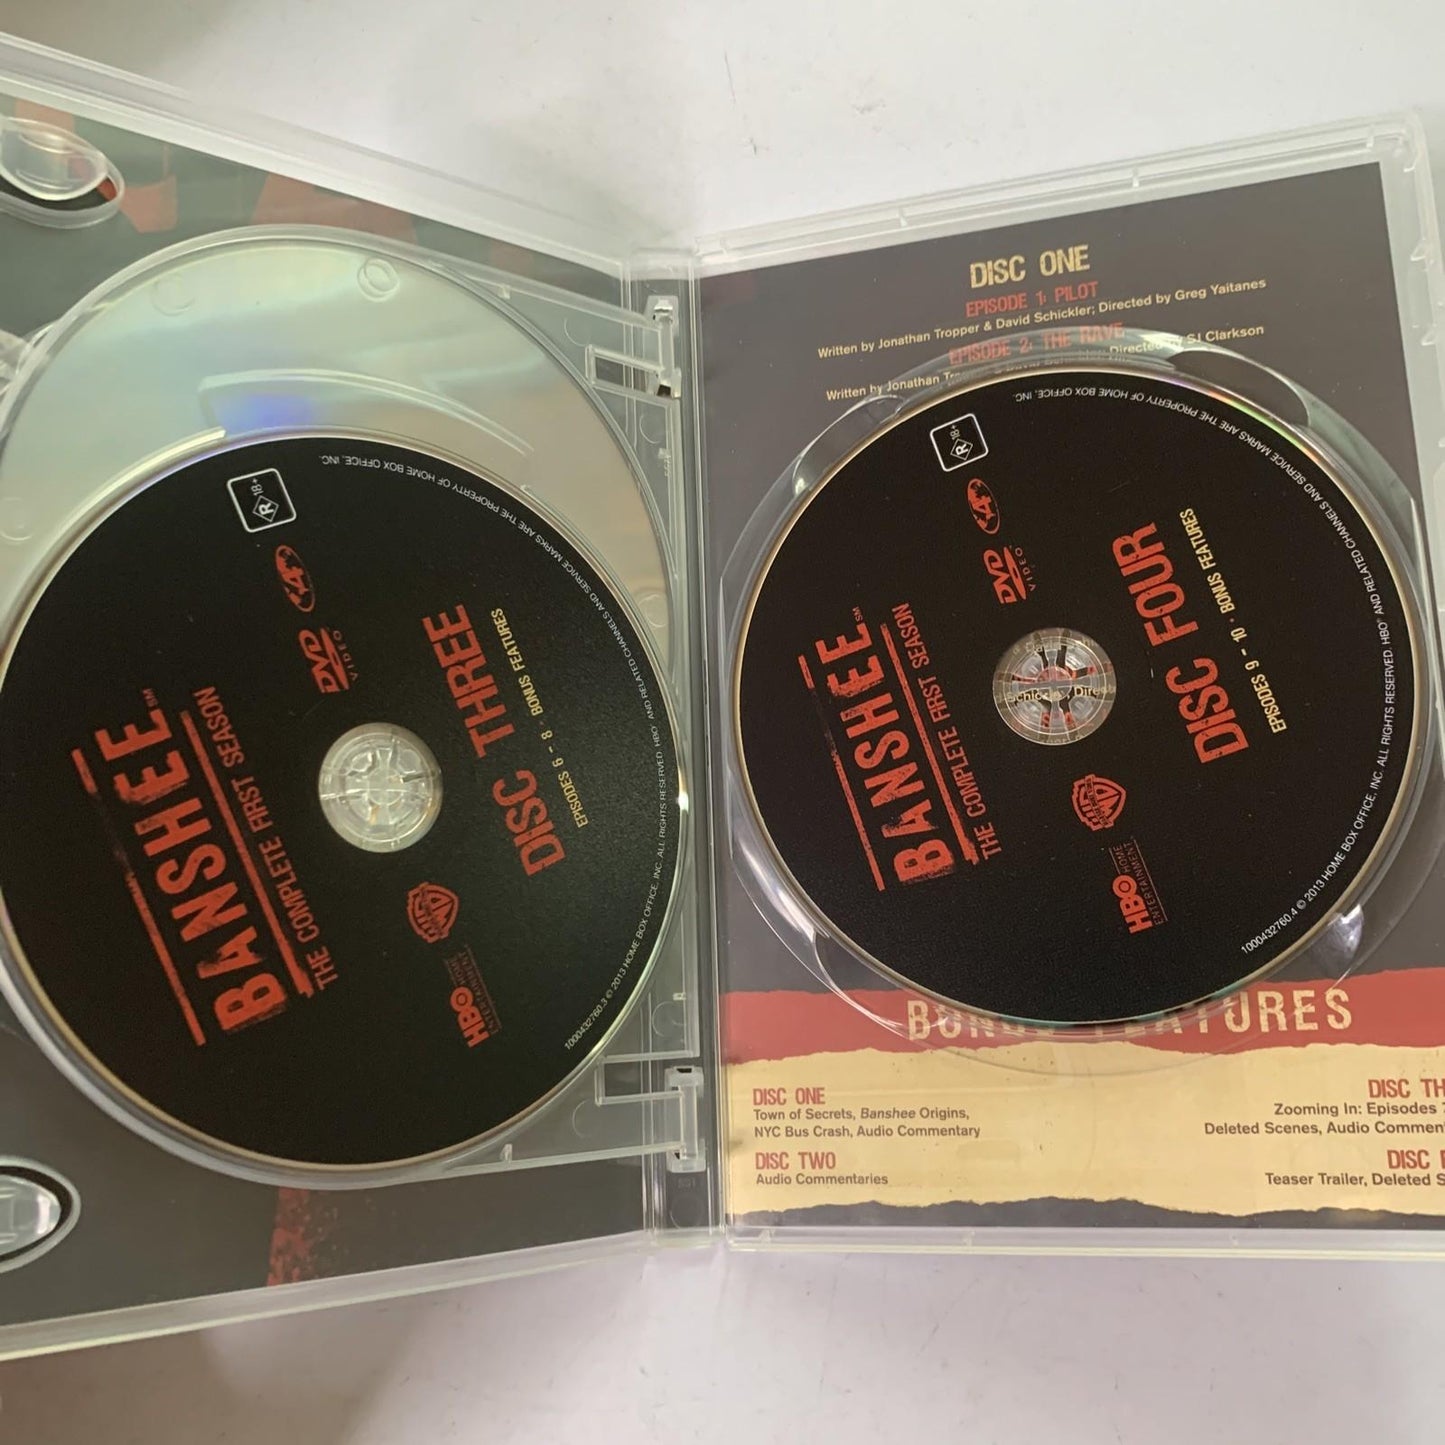 BANSHEE SM
THE COMPLETE FIRST SEASON
DISC THREE
EPISODES 6 – 8 · BONUS FEATURES
R 18+
4
DVD
VIDEO
HBO HOME
ENTERTAINMENT
1000432760.3 © 2013 HOME BOX OFFICE, INC. ALL RIGHTS RESERVED. HBO® AND RELATED CHANNELS AND SERVICE MARKS ARE THE PROPERTY OF HOME BOX OFFICE, INC.
DISC ONE
EPISODE 1: PILOT
Written by Jonathan Tropper & David Schickler; Directed by Greg Yaitanes
EPISODE 2: THE RAVE
Written by Jonathan SJ Clarkson
BANSHEE SM
THE COMPLETE FIRST SEASON
DISC FOUR
EPISODES 9 – 10 · BONUS FEATURES
R 18+
4
DVD
VIDEO
HBO HOME
ENTERTAINMENT
1000432760.4 © 2013 HOME BOX OFFICE, INC. ALL RIGHTS RESERVED. HBO® AND RELATED CHANNELS AND SERVICE MARKS ARE THE PROPERTY OF HOME BOX OFFICE, INC.
BONUS FEATURES
DISC ONE
Town of Secrets, Banshee Origins,
NYC Bus Crash, Audio Commentary
DISC TWO
Audio Commentaries
DISC
Zooming In: Episodes
Deleted Scenes, Audio
DISC
Teaser Trailer, Deleted